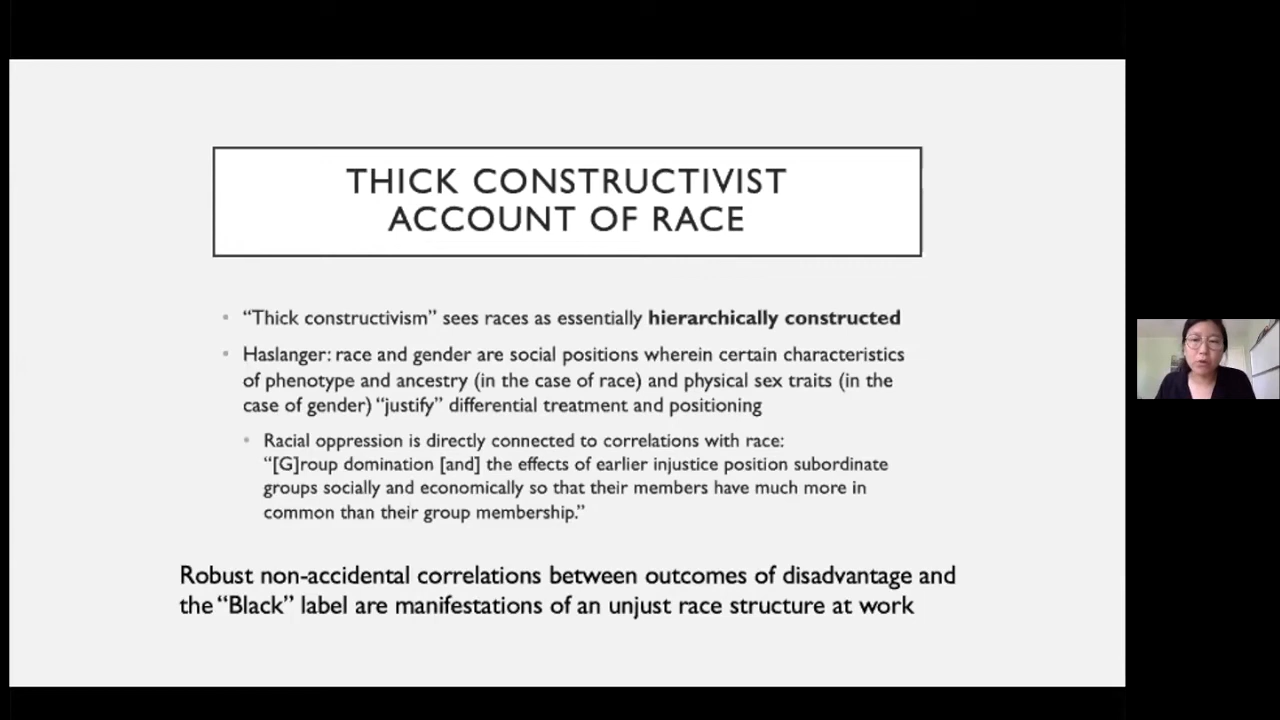 THICK CONSTRUCTIVIST
ACCOUNT OF RACE
• “Thick constructivism” sees races as essentially hierarchically constructed
• Haslanger: race and gender are social positions wherein certain characteristics
of phenotype and ancestry (in the case of race) and physical sex traits (in the
case of gender) “justify” differential treatment and positioning
• Racial oppression is directly connected to correlations with race:
“[G]roup domination [and] the effects of earlier injustice position subordinate
groups socially and economically so that their members have much more in
common than their group membership.”
Robust non-accidental correlations between outcomes of disadvantage and
the “Black” label are manifestations of an unjust race structure at work